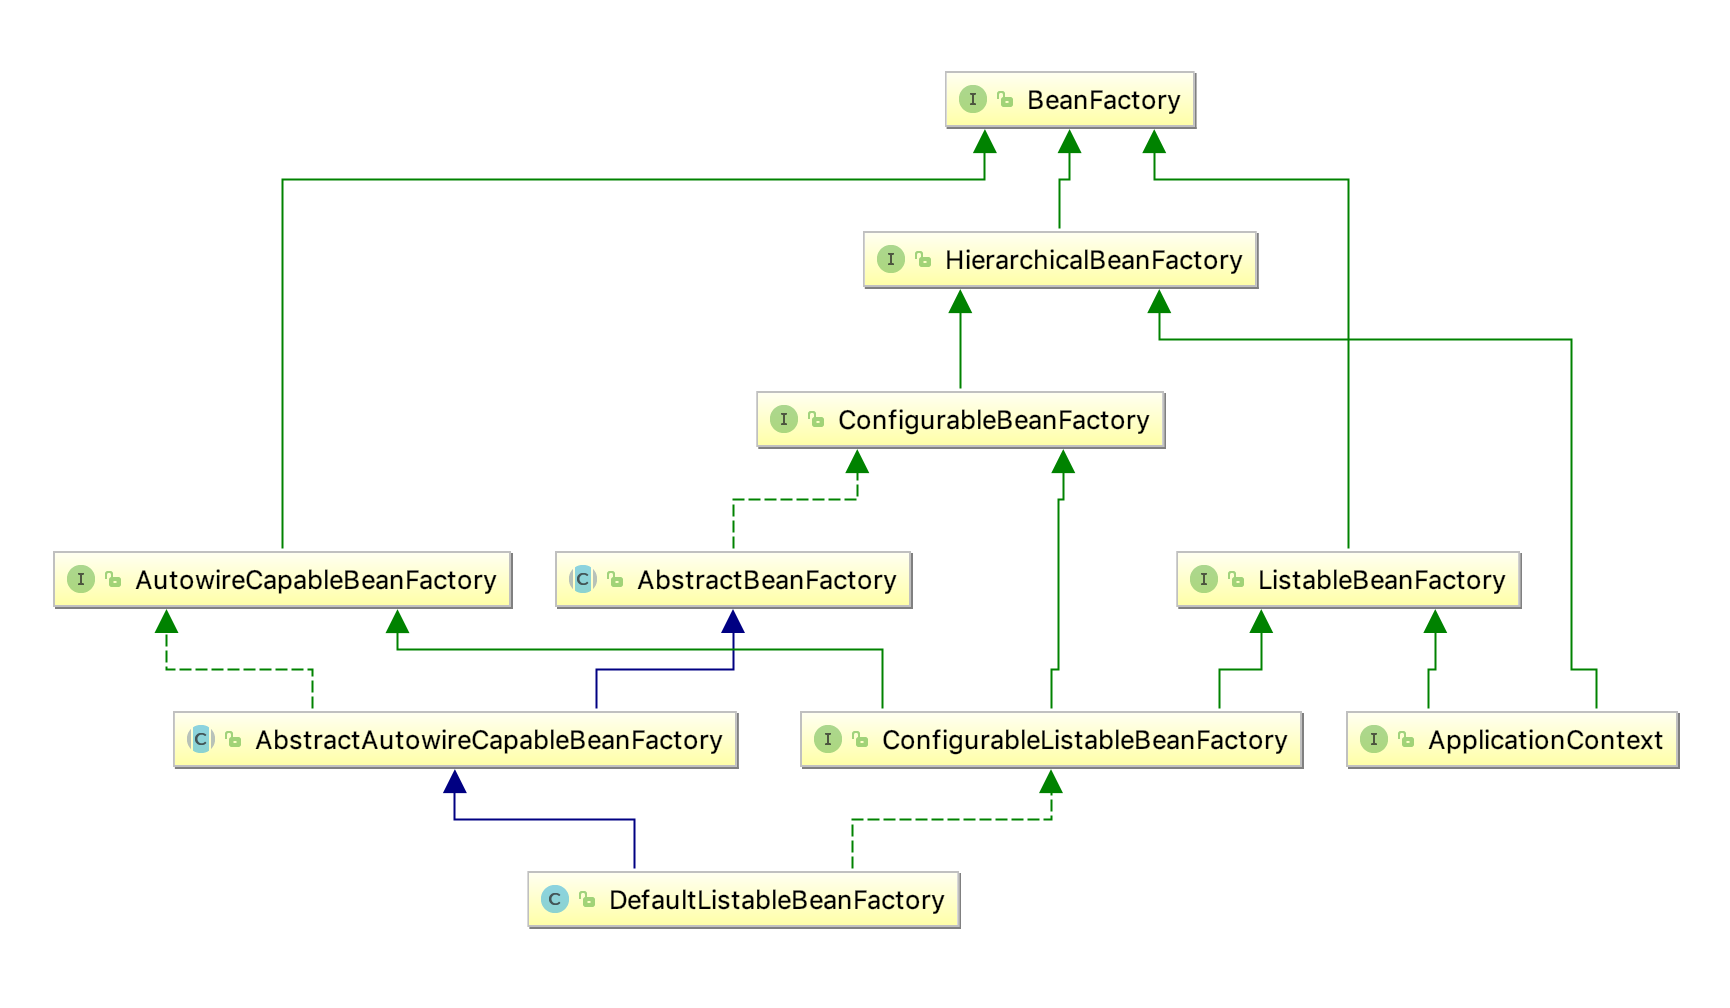 I BeanFactory
I HierarchicalBeanFactory
I ConfigurableBeanFactory
I AutowireCapableBeanFactory
C AbstractBeanFactory
I ListableBeanFactory
C AbstractAutowireCapableBeanFactory
I ConfigurableListableBeanFactory
I ApplicationContext
C DefaultListableBeanFactory